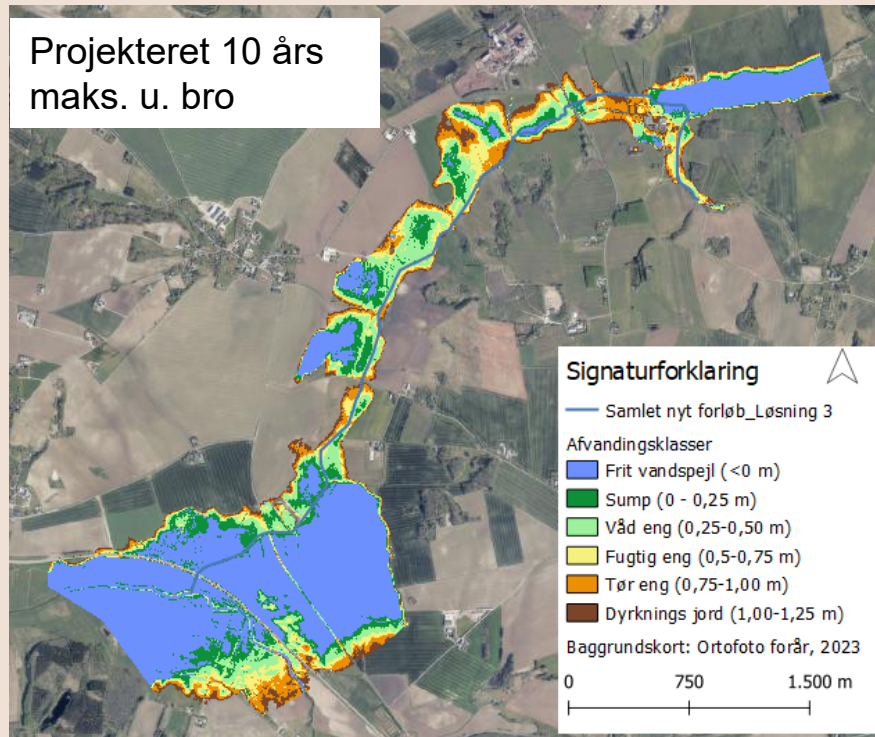 Projekteret 10 års
maks. u. bro
Signaturforklaring
Samlet nyt forløb_Løsning 3
Afvandingsklasser
Frit vandspejl (<0 m)
Sump (0 - 0,25 m)
Våd eng (0,25-0,50 m)
Fugtig eng (0,5-0,75 m)
Tør eng (0,75-1,00 m)
Dyrknings jord (1,00-1,25 m)
Baggrundskort: Ortofoto forår, 2023
0 750 1.500 m